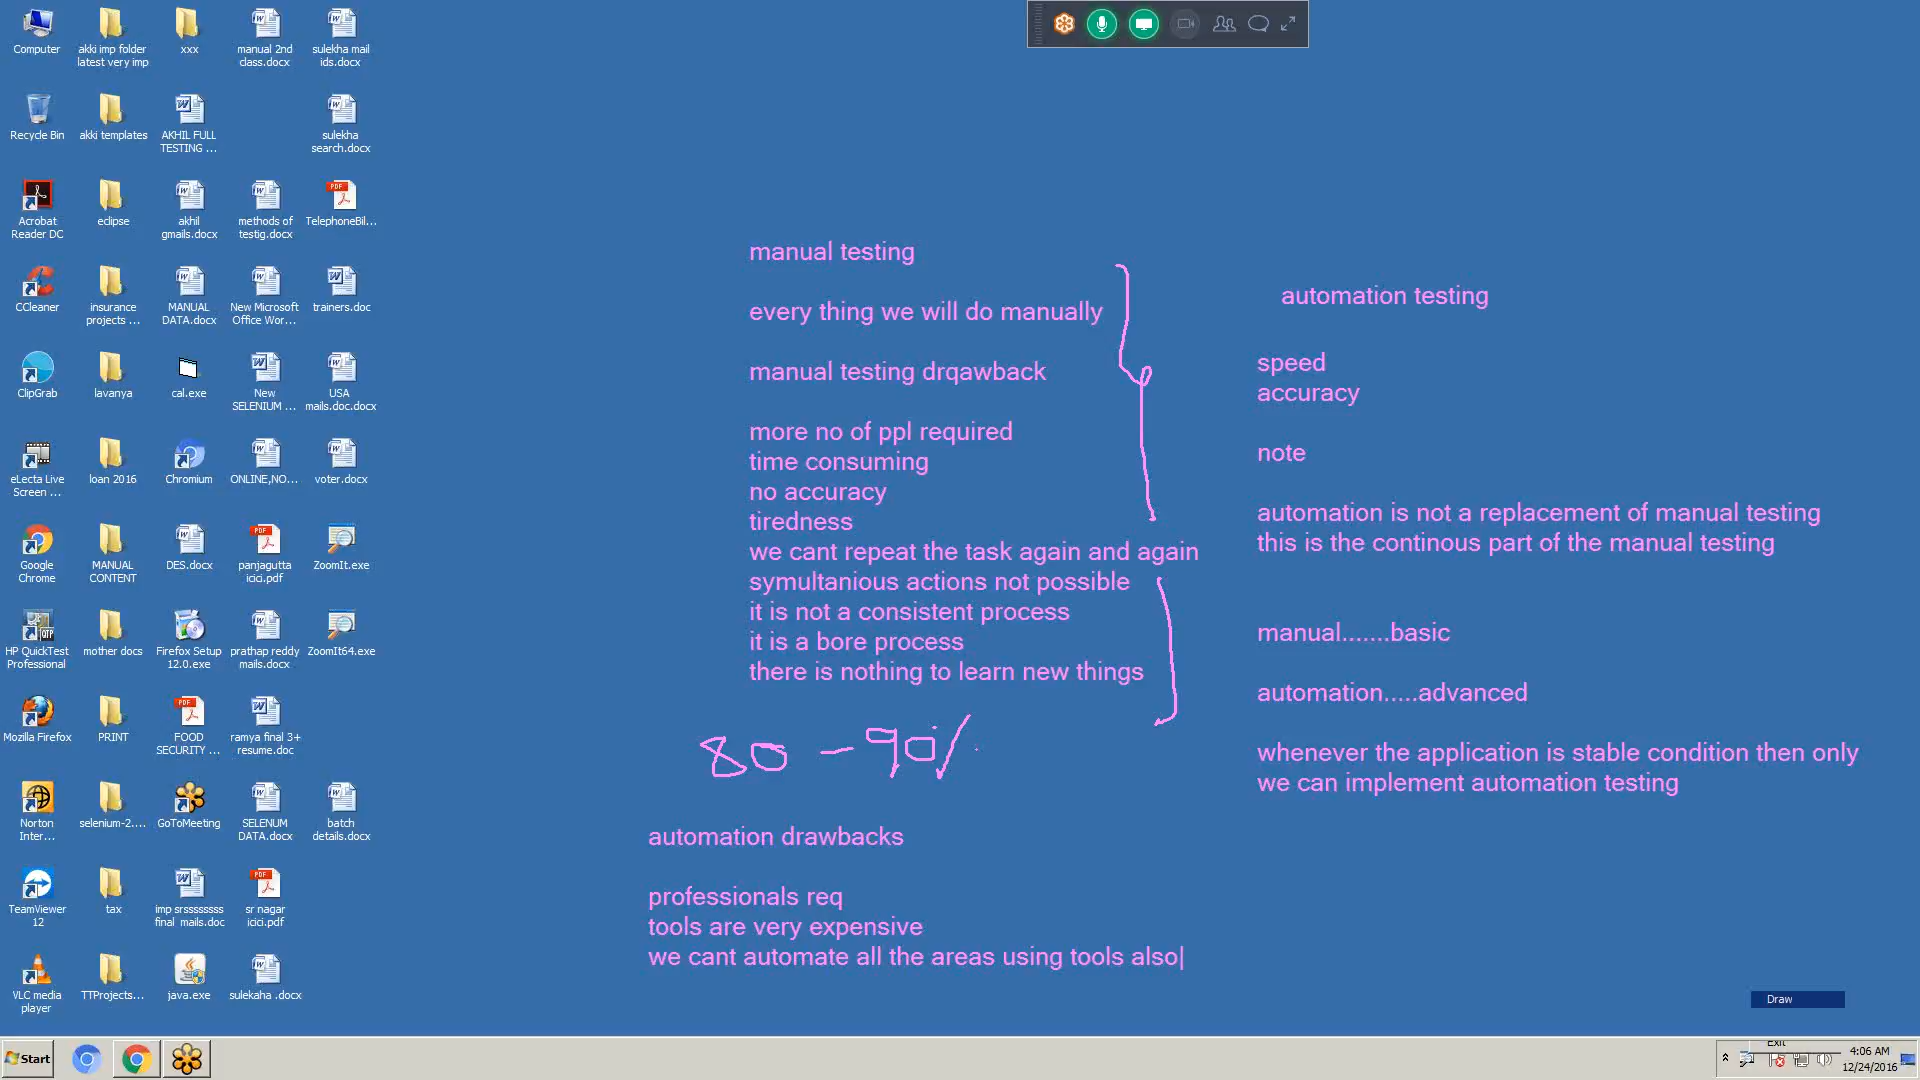 Computer
akki imp folder
latest very imp
xxx
manual 2nd
class.docx
sulekha mail
ids.docx
Recycle Bin
akki templates
AKHIL FULL
TESTING ...
sulekha
search.docx
Acrobat
Reader DC
eclipse
akhil
gmails.docx
methods of
testig.docx
TelephoneBil...
CCleaner
insurance
projects ...
MANUAL
DATA.docx
New Microsoft
Office Wor...
trainers.doc
ClipGrab
lavanya
cal.exe
New
SELENIUM ...
USA
mails.doc.docx
eLecta Live
Screen ...
loan 2016
Chromium
ONLINE,NO...
voter.docx
Google
Chrome
MANUAL
CONTENT
DES.docx
panjagutta
icici.pdf
ZoomIt.exe
HP QuickTest
Professional
mother docs
Firefox Setup
12.0.exe
prathap reddy
mails.docx
ZoomIt64.exe
Mozilla Firefox
PRINT
FOOD
SECURITY ...
ramya final 3+
resume.doc
Norton
Inter...
selenium-2....
GoToMeeting
SELENUM
DATA.docx
batch
details.docx
TeamViewer
12
tax
imp srssssssss
final mails.doc
sr nagar
icici.pdf
VLC media
player
TTProjects...
java.exe
sulekaha .docx
manual testing
every thing we will do manually
manual testing drqawback
more no of ppl required
time consuming
no accuracy
tiredness
we cant repeat the task again and again
symultanious actions not possible
it is not a consistent process
it is a bore process
there is nothing to learn new things
80 - 90%
automation drawbacks
professionals req
tools are very expensive
we cant automate all the areas using tools also
automation testing
speed
accuracy
note
automation is not a replacement of manual testing
this is the continous part of the manual testing
manual.......basic
automation.....advanced
whenever the application is stable condition then only
we can implement automation testing
Draw
Exit
Start
4:06 AM
12/24/2016